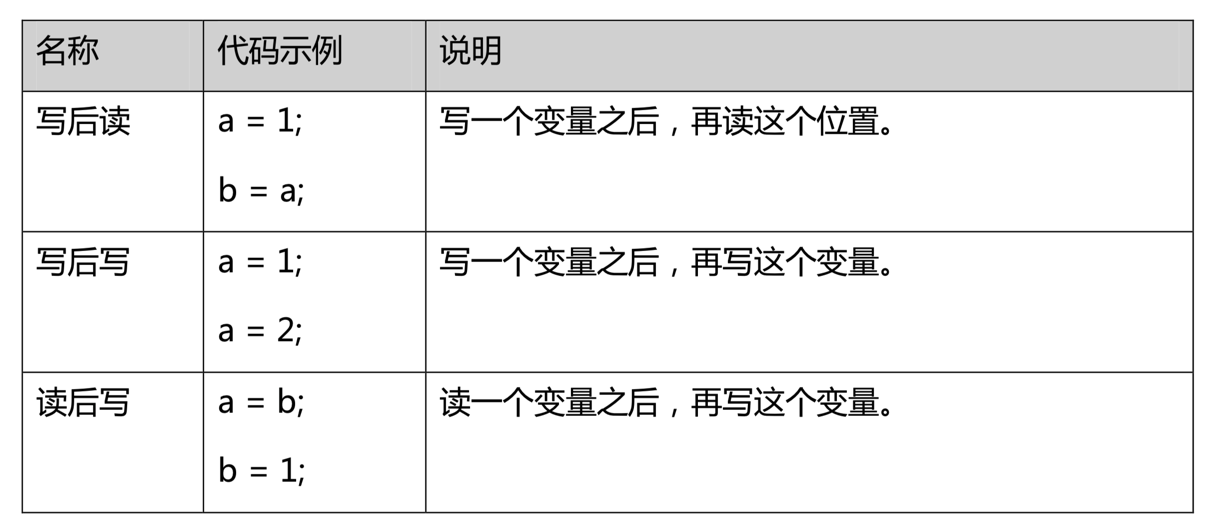 名称 代码示例 说明
写后读 a = 1; 写一个变量之后，再读这个位置。
b = a;
写后写 a = 1; 写一个变量之后，再写这个变量。
a = 2;
读后写 a = b; 读一个变量之后，再写这个变量。
b = 1;